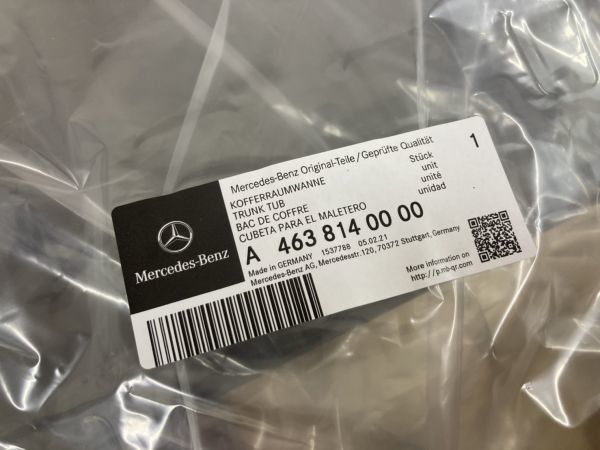 Mercedes-Benz
Mercedes-Benz Original-Teile/Geprüfte Qualität
KOFFERRAUMWANNE
TRUNK TUB
BAC DE COFFRE
CUBETA PARA EL MALETERO
Stück
unit
unité
unidad
1
A 463 814 00 00
Made in GERMANY 1537788 05.02.21
Mercedes-Benz AG, Mercedesstr.120, 70372 Stuttgart, Germany
More information on
http://p.mb-qr.com